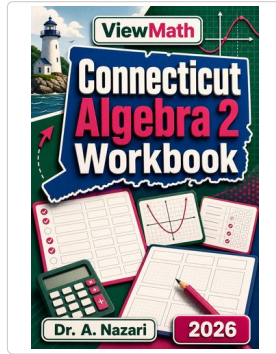 ViewMath
Connecticut
Algebra 2
Workbook
Dr. A. Nazari
2026